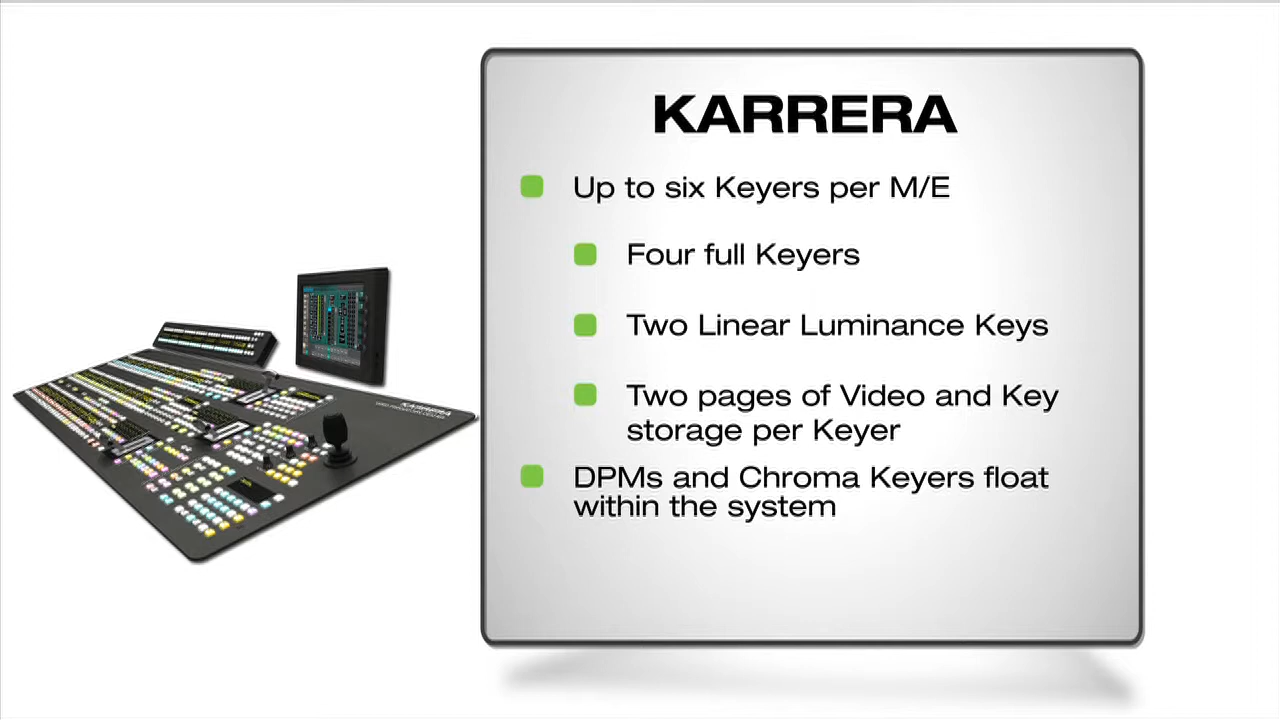 KARRERA
Up to six Keyers per M/E
Four full Keyers
Two Linear Luminance Keys
Two pages of Video and Key
storage per Keyer
DPMs and Chroma Keyers float
within the system
KARRERA